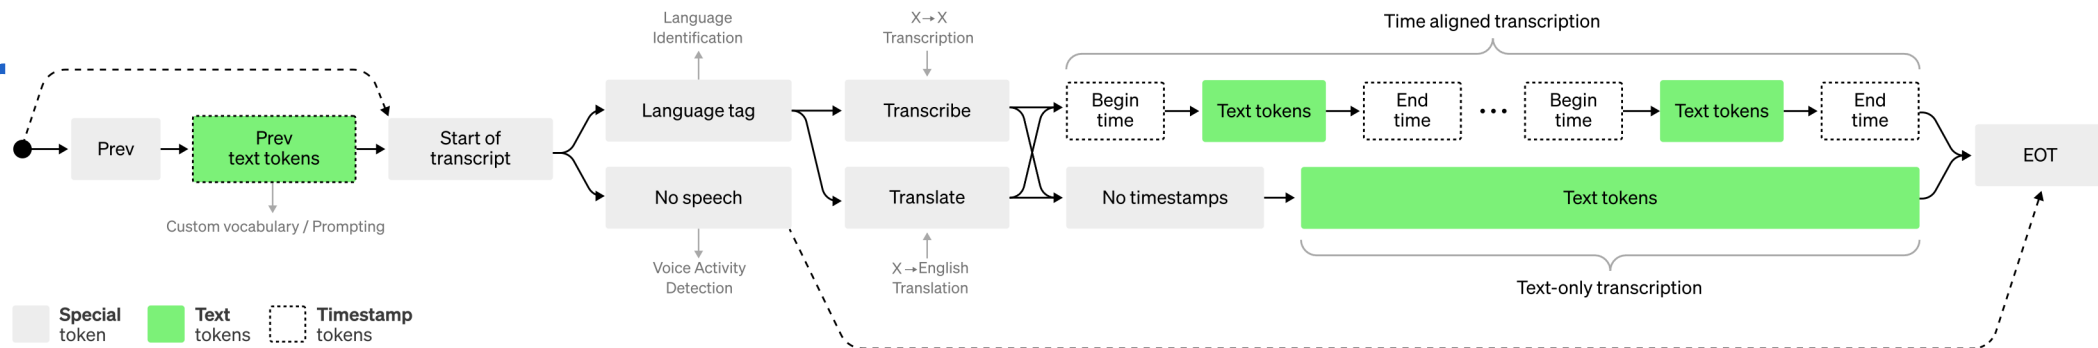 Language
Identification
X→X
Transcription
Time aligned transcription
Prev
Prev
text tokens
Start of
transcript
Language tag
Transcribe
Begin
time
Text tokens
End
time
...
Begin
time
Text tokens
End
time
EOT
No speech
Translate
No timestamps
Text tokens
Custom vocabulary / Prompting
Voice Activity
Detection
X→English
Translation
Text-only transcription
Special
token
Text
tokens
Timestamp
tokens